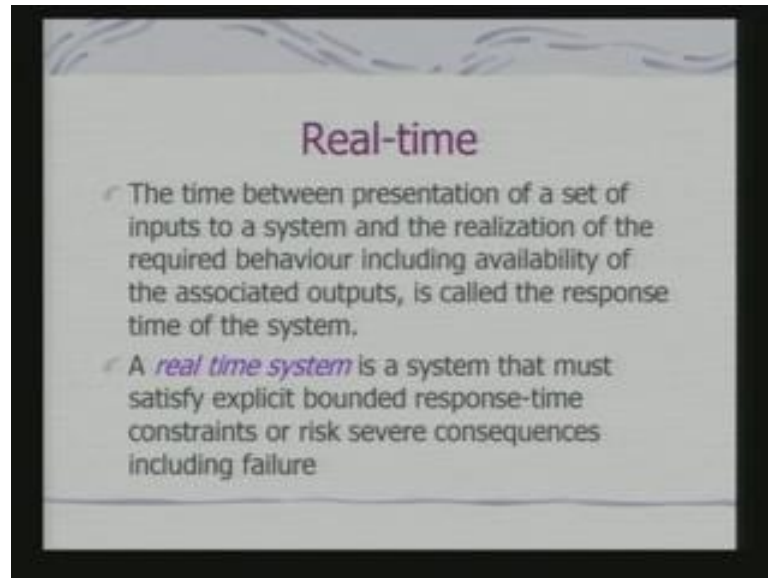 Real-time
The time between presentation of a set of
inputs to a system and the realization of the
required behaviour including availability of
the associated outputs, is called the response
time of the system.
A real time system is a system that must
satisfy explicit bounded response-time
constraints or risk severe consequences
including failure